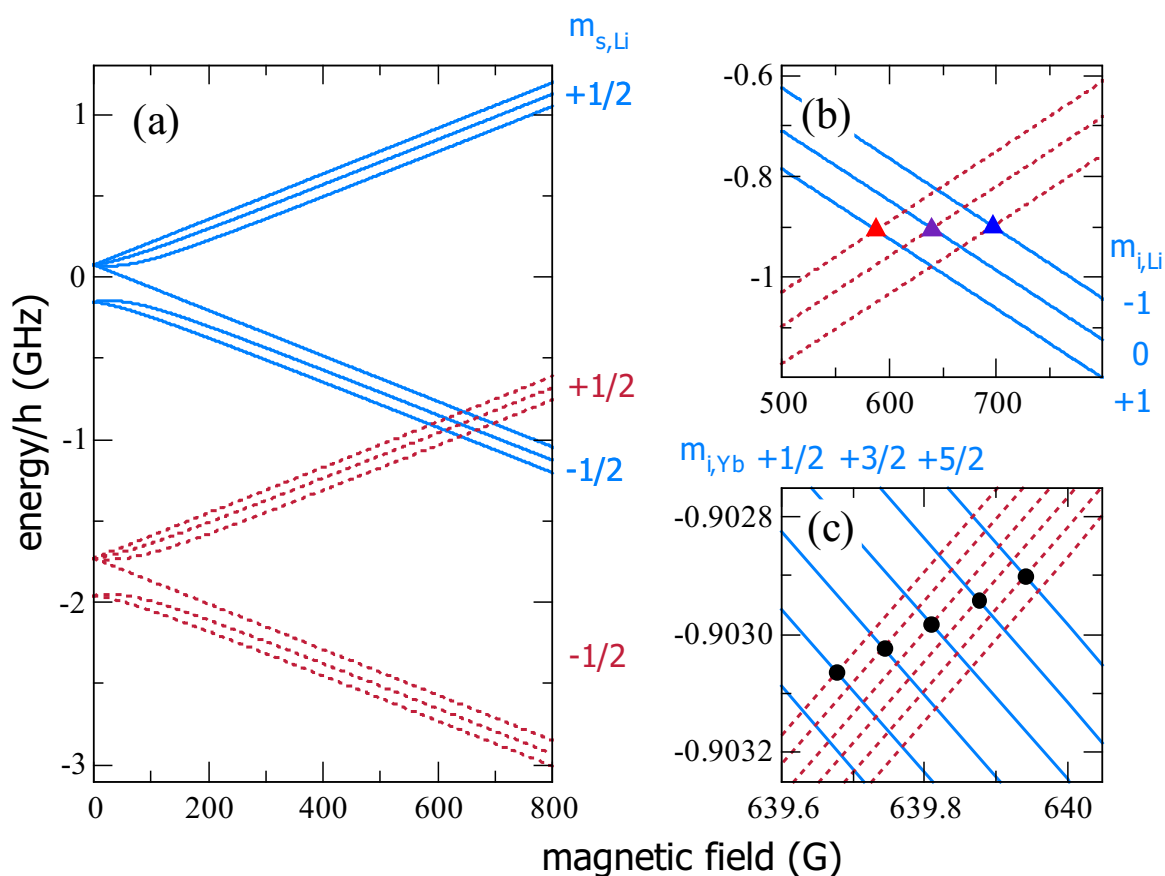 m_s,Li
+1/2
(a)
1
0
-1
-2
-3
energy/h (GHz)
+1/2
-1/2
-1/2
0 200 400 600 800
(b)
-0.6
-0.8
-1
500 600 700
m_i,Li
-1
0
+1
m_i,Yb +1/2 +3/2 +5/2
(c)
-0.9028
-0.9030
-0.9032
639.6 639.8 640
magnetic field (G)